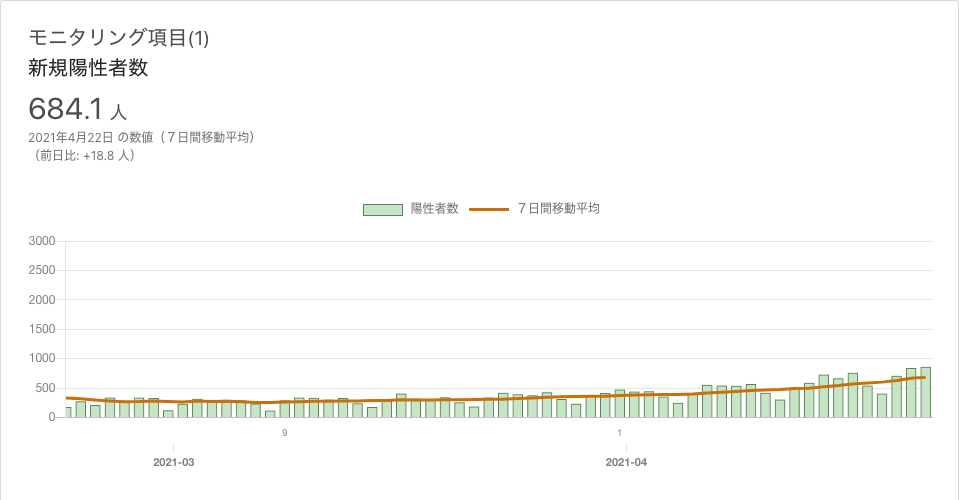 モニタリング項目(1)
新規陽性者数
684.1 人
2021年4月22日 の数値（７日間移動平均）
（前日比: +18.8 人）
陽性者数 ７日間移動平均
3000
2500
2000
1500
1000
500
0
9 1
2021-03 2021-04